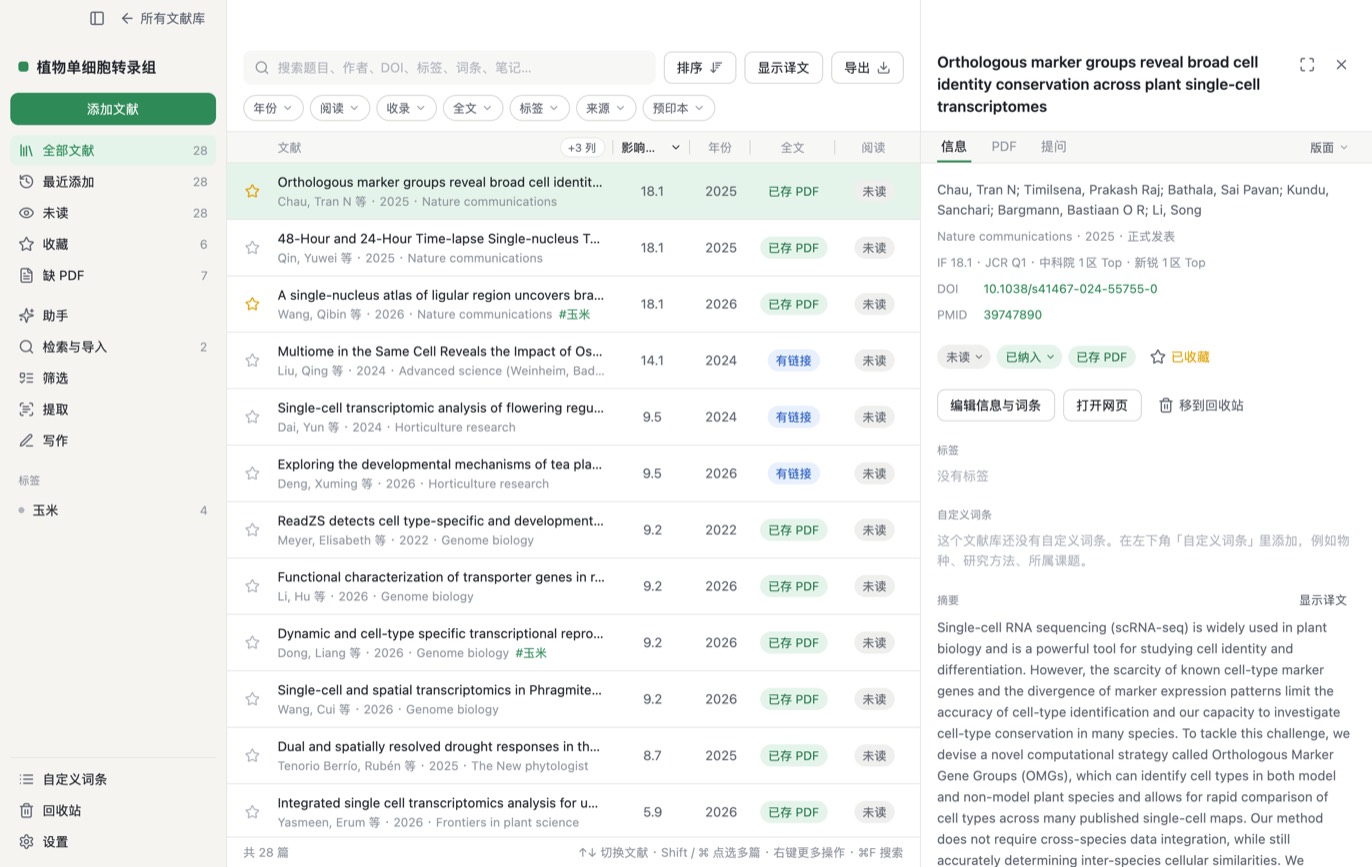 所有文献库
植物单细胞转录组
添加文献
全部文献 28
最近添加 28
未读 28
收藏 6
缺 PDF 7
助手
检索与导入 2
筛选
提取
写作
标签
玉米 4
自定义词条
回收站
设置
搜索题目、作者、DOI、标签、词条、笔记...
排序 显示译文 导出
年份 阅读 收录 全文 标签 来源 预印本
文献 +3 列 影响... 年份 全文 阅读
Orthologous marker groups reveal broad cell identit... 18.1 2025 已存 PDF 未读
Chau, Tran N 等 · 2025 · Nature communications
48-Hour and 24-Hour Time-lapse Single-nucleus T... 18.1 2025 已存 PDF 未读
Qin, Yuwei 等 · 2025 · Nature communications
A single-nucleus atlas of ligular region uncovers bra... 18.1 2026 已存 PDF 未读
Wang, Qibin 等 · 2026 · Nature communications #玉米
Multiome in the Same Cell Reveals the Impact of Os... 14.1 2024 有链接 未读
Liu, Qing 等 · 2024 · Advanced science (Weinheim, Bad...
Single-cell transcriptomic analysis of flowering regu... 9.5 2024 有链接 未读
Dai, Yun 等 · 2024 · Horticulture research
Exploring the developmental mechanisms of tea pla... 9.5 2026 有链接 未读
Deng, Xuming 等 · 2026 · Horticulture research
ReadZS detects cell type-specific and development... 9.2 2022 已存 PDF 未读
Meyer, Elisabeth 等 · 2022 · Genome biology
Functional characterization of transporter genes in r... 9.2 2026 已存 PDF 未读
Li, Hu 等 · 2026 · Genome biology
Dynamic and cell-type specific transcriptional repro... 9.2 2026 已存 PDF 未读
Dong, Liang 等 · 2026 · Genome biology #玉米
Single-cell and spatial transcriptomics in Phragmite... 9.2 2026 已存 PDF 未读
Wang, Cui 等 · 2026 · Genome biology
Dual and spatially resolved drought responses in th... 8.7 2025 已存 PDF 未读
Tenorio Berrío, Rubén 等 · 2025 · The New phytologist
Integrated single cell transcriptomics analysis for u... 5.9 2026 已存 PDF 未读
Yasmeen, Erum 等 · 2026 · Frontiers in plant science
共 28 篇 ↑↓ 切换文献 · Shift / ⌘ 点选多篇 · 右键更多操作 · ⌘F 搜索
Orthologous marker groups reveal broad cell
identity conservation across plant single-cell
transcriptomes
信息 PDF 提问 版面
Chau, Tran N; Timilsena, Prakash Raj; Bathala, Sai Pavan; Kundu,
Sanchari; Bargmann, Bastiaan O R; Li, Song
Nature communications · 2025 · 正式发表
IF 18.1 · JCR Q1 · 中科院 1区 Top · 新锐 1区 Top
DOI 10.1038/s41467-024-55755-0
PMID 39747890
未读 已纳入 已存 PDF 已收藏
编辑信息与词条 打开网页 移到回收站
标签
没有标签
自定义词条
这个文献库还没有自定义词条。在左下角「自定义词条」里添加，例如物
种、研究方法、所属课题。
摘要 显示译文
Single-cell RNA sequencing (scRNA-seq) is widely used in plant
biology and is a powerful tool for studying cell identity and
differentiation. However, the scarcity of known cell-type marker
genes and the divergence of marker expression patterns limit the
accuracy of cell-type identification and our capacity to investigate
cell-type conservation in many species. To tackle this challenge, we
devise a novel computational strategy called Orthologous Marker
Gene Groups (OMGs), which can identify cell types in both model
and non-model plant species and allows for rapid comparison of
cell types across many published single-cell maps. Our method
does not require cross-species data integration, while still
accurately determining inter-species cellular similarities. We